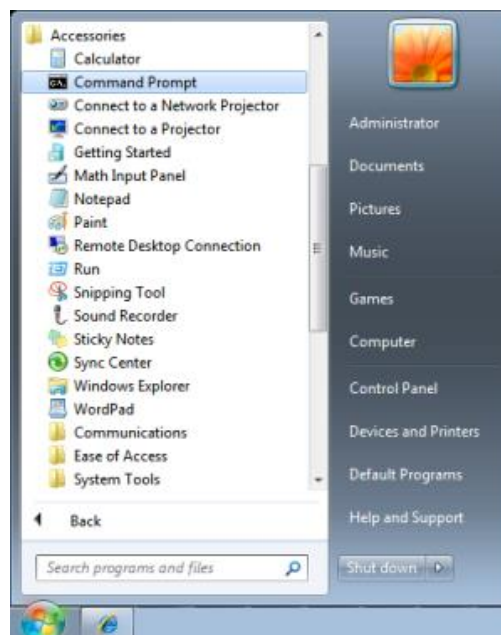 Accessories
Calculator
Command Prompt
Connect to a Network Projector
Connect to a Projector
Getting Started
Math Input Panel
Notepad
Paint
Remote Desktop Connection
Run
Snipping Tool
Sound Recorder
Sticky Notes
Sync Center
Windows Explorer
WordPad
Communications
Ease of Access
System Tools
Back
Search programs and files
Administrator
Documents
Pictures
Music
Games
Computer
Control Panel
Devices and Printers
Default Programs
Help and Support
Shut down